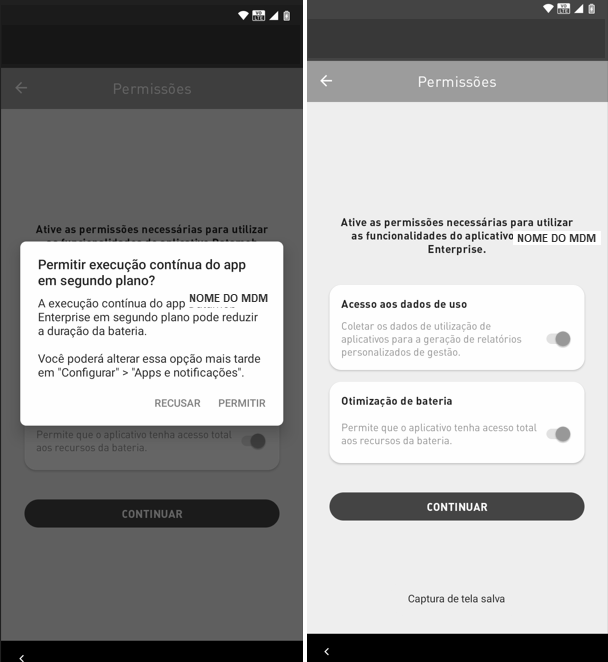 Permissões
Ative as permissões necessárias para utilizar
as funcionalidades do aplicativo
Permitir execução contínua do app
em segundo plano?
A execução contínua do app NOME DO MDM
Enterprise em segundo plano pode reduzir
a duração da bateria.
Você poderá alterar essa opção mais tarde
em "Configurar" > "Apps e notificações".
RECUSAR PERMITIR
Permite que o aplicativo tenha acesso total
aos recursos da bateria.
CONTINUAR
Permissões
Ative as permissões necessárias para utilizar
as funcionalidades do aplicativo NOME DO MDM
Enterprise.
Acesso aos dados de uso
Coletar os dados de utilização de
aplicativos para a geração de relatórios
personalizados de gestão.
Otimização de bateria
Permite que o aplicativo tenha acesso total
aos recursos da bateria.
CONTINUAR
Captura de tela salva